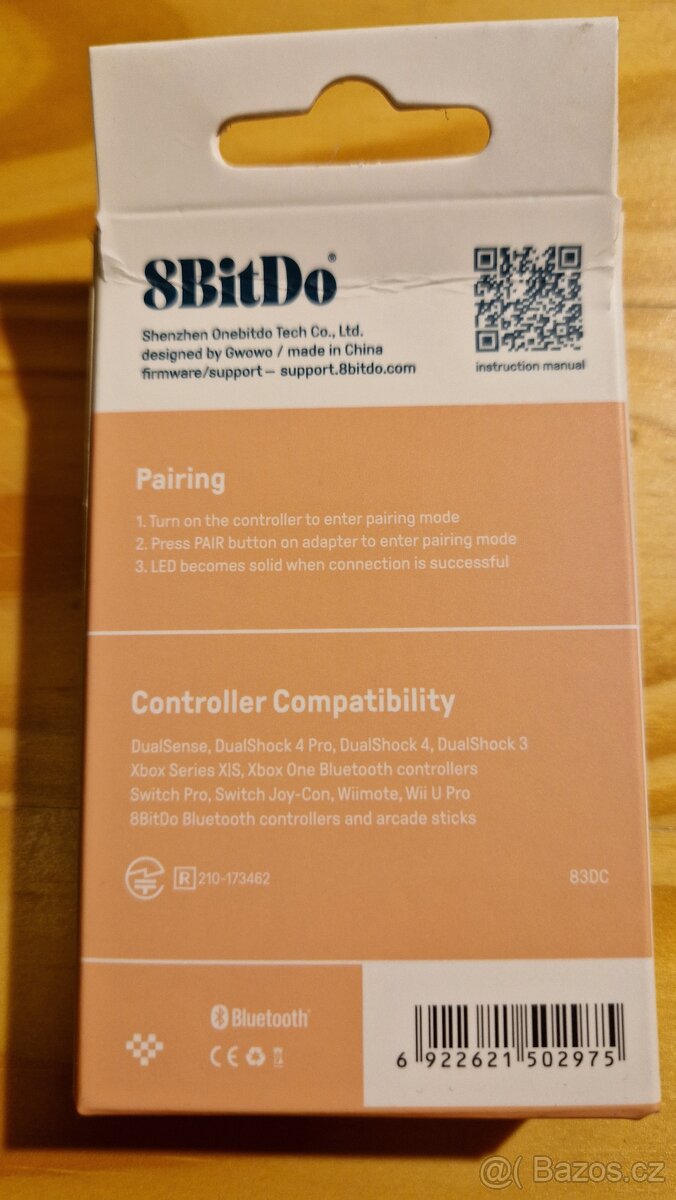 8BitDo®
Shenzhen Onebitdo Tech Co., Ltd.
designed by Gwowo / made in China
firmware/support — support.8bitdo.com
instruction manual
Pairing
1. Turn on the controller to enter pairing mode
2. Press PAIR button on adapter to enter pairing mode
3. LED becomes solid when connection is successful
Controller Compatibility
DualSense, DualShock 4 Pro, DualShock 4, DualShock 3
Xbox Series X|S, Xbox One Bluetooth controllers
Switch Pro, Switch Joy-Con, Wiimote, Wii U Pro
8BitDo Bluetooth controllers and arcade sticks
R 210-173462
83DC
Bluetooth®
CE
6 922621 502975
@( Bazos.cz